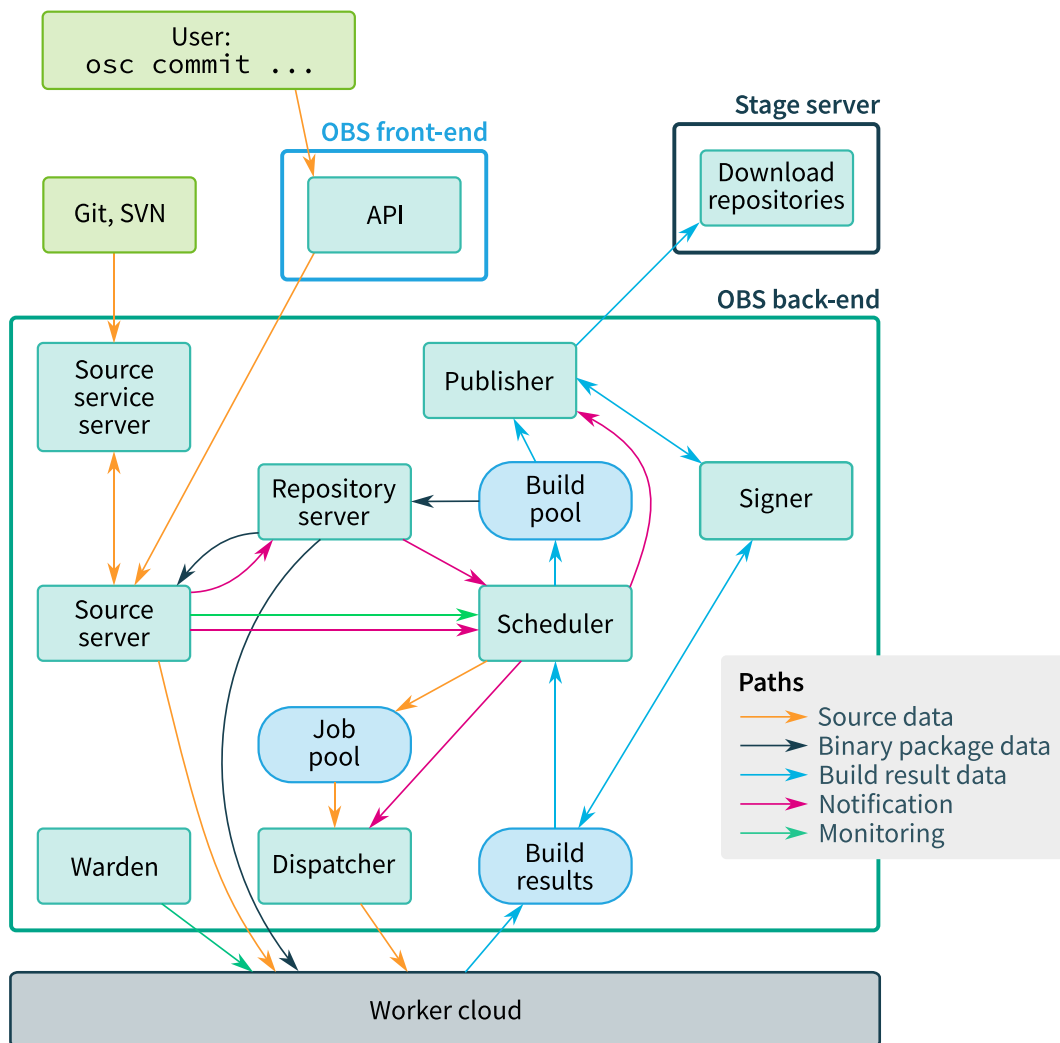 User:
osc commit ...
Stage server
OBS front-end
Download
repositories
Git, SVN
API
OBS back-end
Source
service
server
Publisher
Repository
server
Build
pool
Signer
Source
server
Scheduler
Paths
Source data
Binary package data
Build result data
Notification
Monitoring
Job
pool
Warden
Dispatcher
Build
results
Worker cloud